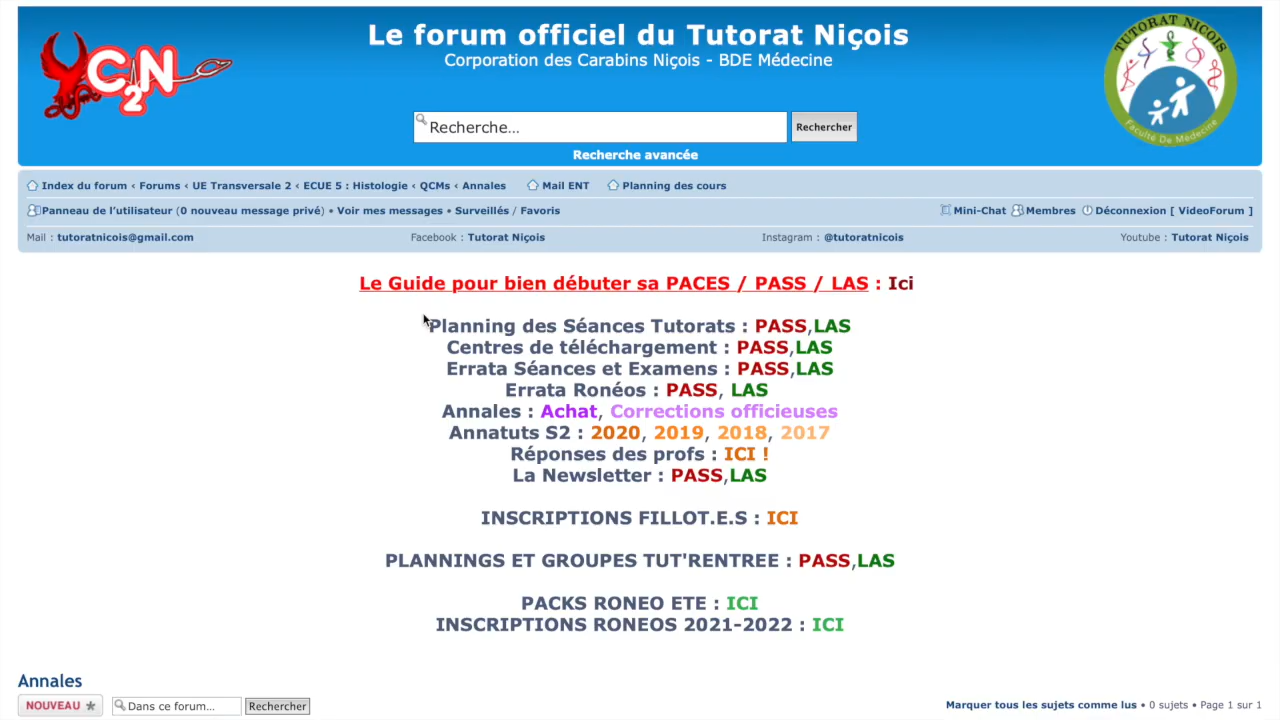 Le forum officiel du Tutorat Niçois
Corporation des Carabins Niçois - BDE Médecine
C2N
TUTORAT NICOIS
Faculté De Médecine
Recherche...
Rechercher
Recherche avancée
Index du forum ‹ Forums ‹ UE Transversale 2 ‹ ECUE 5 : Histologie ‹ QCMs ‹ Annales Mail ENT Planning des cours
Panneau de l’utilisateur (0 nouveau message privé) • Voir mes messages • Surveillés / Favoris Mini-Chat Membres Déconnexion [ VideoForum ]
Mail : tutoratnicois@gmail.com Facebook : Tutorat Niçois Instagram : @tutoratnicois Youtube : Tutorat Niçois
Le Guide pour bien débuter sa PACES / PASS / LAS : Ici
Planning des Séances Tutorats : PASS,LAS
Centres de téléchargement : PASS,LAS
Errata Séances et Examens : PASS,LAS
Errata Ronéos : PASS, LAS
Annales : Achat, Corrections officieuses
Annatuts S2 : 2020, 2019, 2018, 2017
Réponses des profs : ICI !
La Newsletter : PASS,LAS
INSCRIPTIONS FILLOT.E.S : ICI
PLANNINGS ET GROUPES TUT'RENTREE : PASS,LAS
PACKS RONEO ETE : ICI
INSCRIPTIONS RONEOS 2021-2022 : ICI
Annales
NOUVEAU * Dans ce forum... Rechercher Marquer tous les sujets comme lus • 0 sujets • Page 1 sur 1